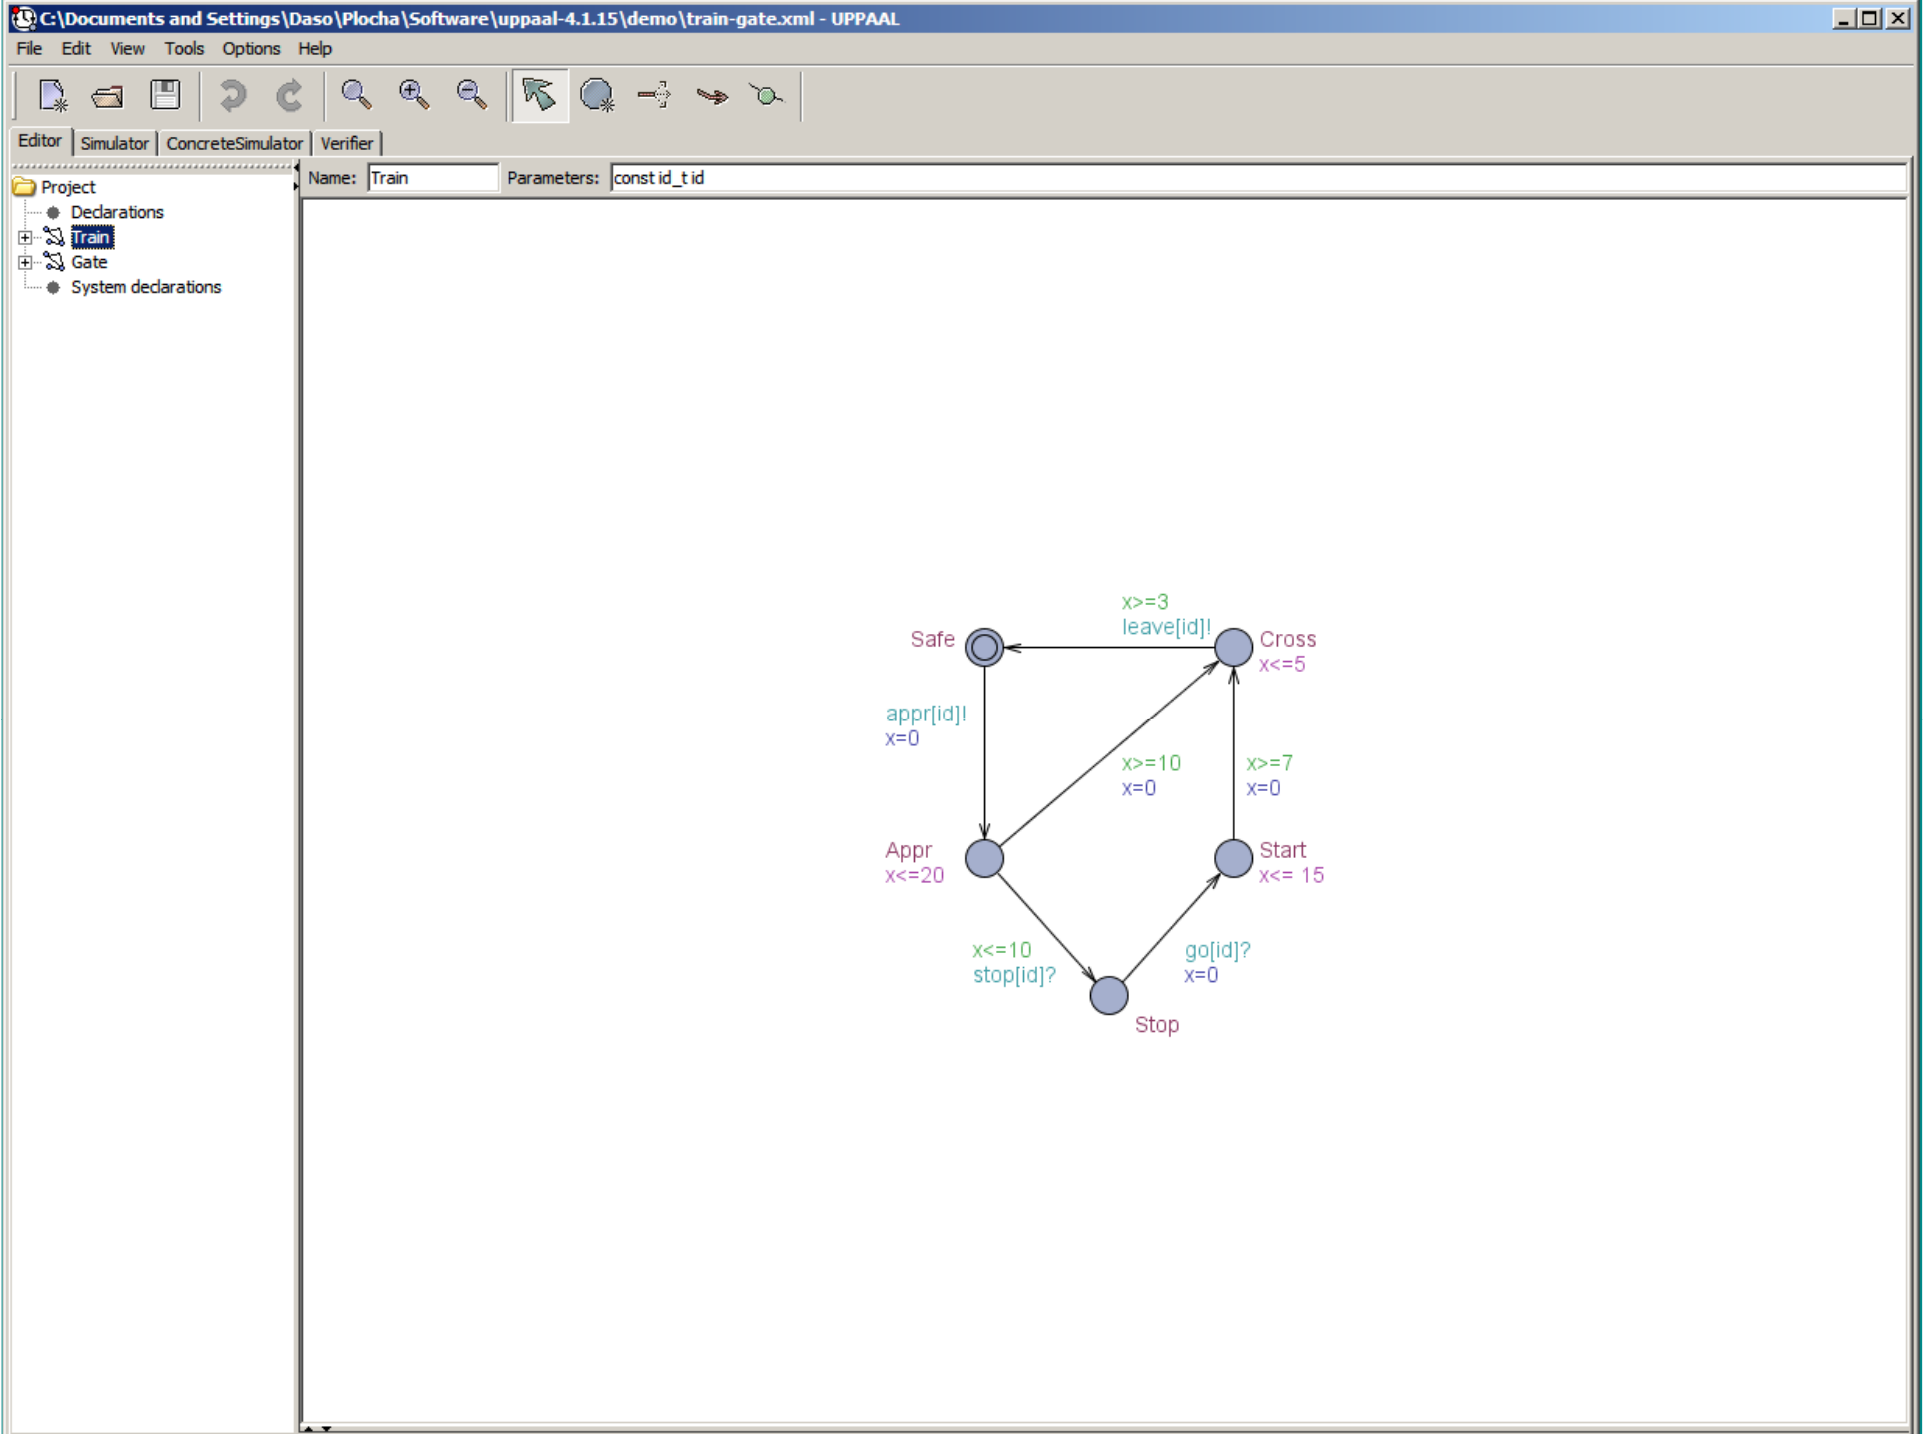 C:\Documents and Settings\Daso\Plocha\Software\uppaal-4.1.15\demo\train-gate.xml - UPPAAL
File Edit View Tools Options Help
Editor Simulator ConcreteSimulator Verifier
Name: Train Parameters: const id_t id
Project
Declarations
Train
Gate
System declarations
x>=3
leave[id]!
Safe
Cross
x<=5
appr[id]!
x=0
x>=10
x=0
x>=7
x=0
Appr
x<=20
Start
x<= 15
x<=10
stop[id]?
go[id]?
x=0
Stop